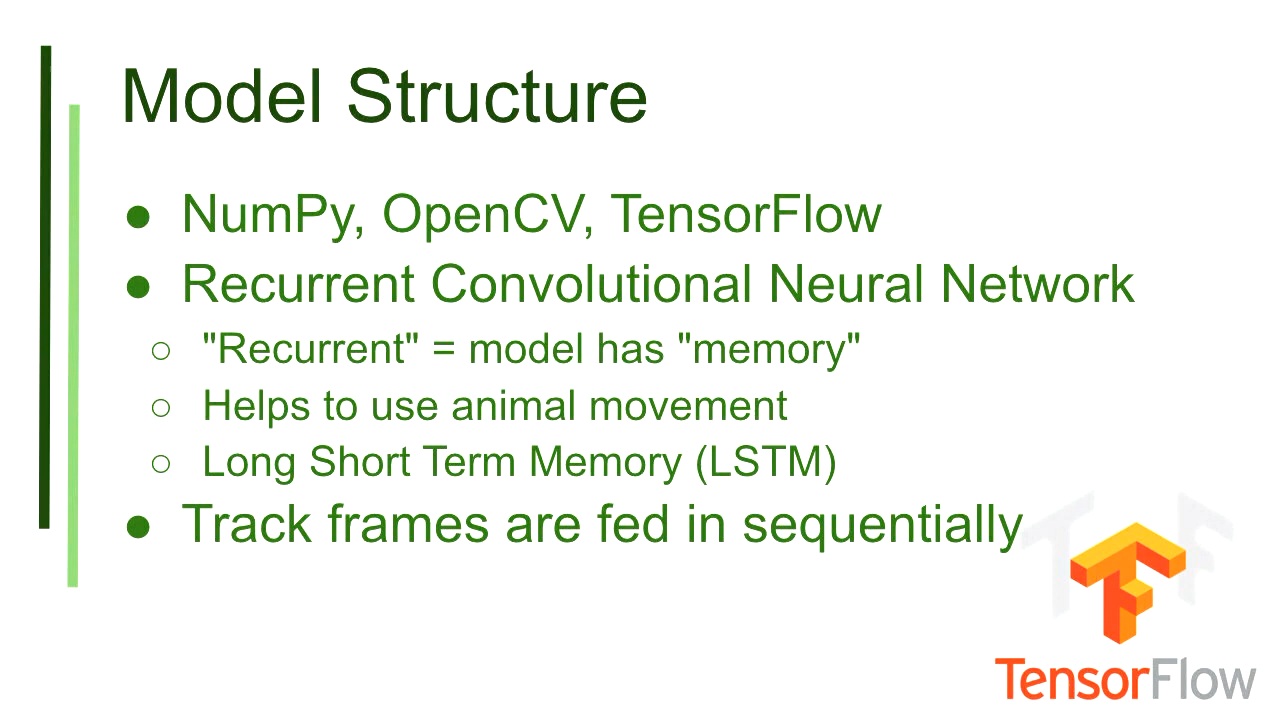 Model Structure
● NumPy, OpenCV, TensorFlow
● Recurrent Convolutional Neural Network
○ "Recurrent" = model has "memory"
○ Helps to use animal movement
○ Long Short Term Memory (LSTM)
● Track frames are fed in sequentially
TensorFlow